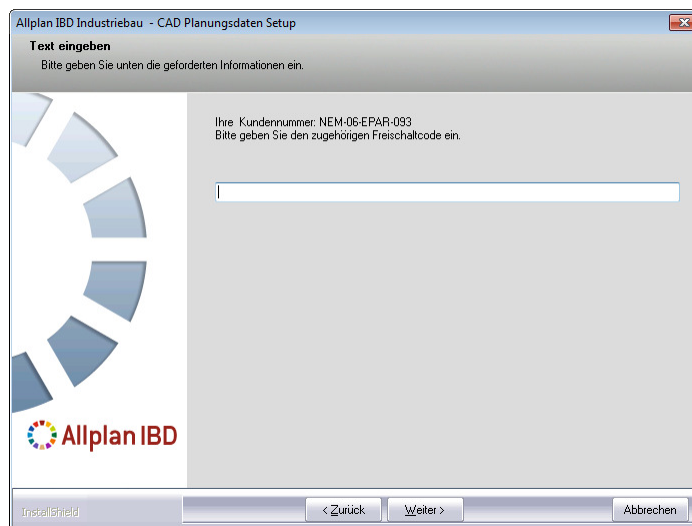 Allplan IBD Industriebau - CAD Planungsdaten Setup
Text eingeben
Bitte geben Sie unten die geforderten Informationen ein.
Ihre Kundennummer: NEM-06-EPAR-093
Bitte geben Sie den zugehörigen Freischaltcode ein.
Allplan IBD
InstallShield
< Zurück
Weiter >
Abbrechen